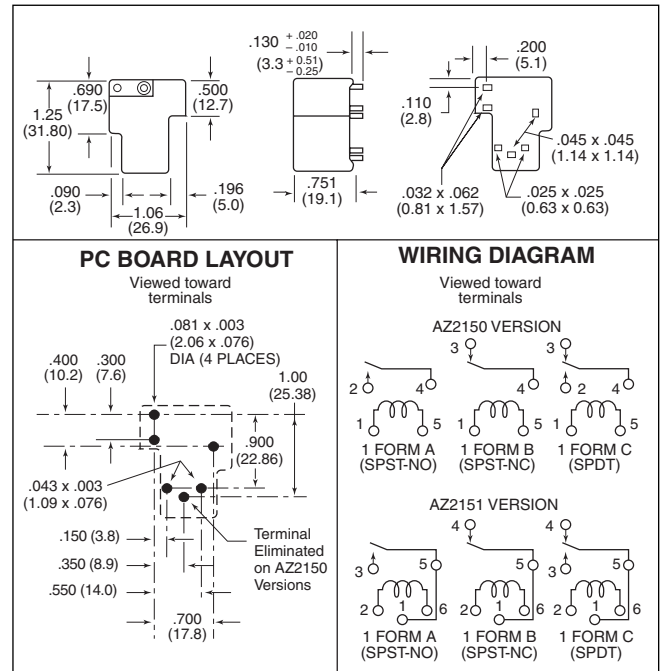 .690
(17.5)
1.25
(31.80)
.500
(12.7)
.090
(2.3)
1.06
(26.9)
.196
(5.0)
.130 + .020 − .010
(3.3 + 0.51 − 0.25)
.751
(19.1)
.200
(5.1)
.110
(2.8)
.045 x .045
(1.14 x 1.14)
.032 x .062
(0.81 x 1.57)
.025 x .025
(0.63 x 0.63)
PC BOARD LAYOUT
Viewed toward
terminals
.081 x .003
(2.06 x .076)
DIA (4 PLACES)
.400
(10.2)
.300
(7.6)
1.00
(25.38)
.900
(22.86)
.043 x .003
(1.09 x .076)
.150 (3.8)
.350 (8.9)
.550 (14.0)
.700
(17.8)
Terminal
Eliminated
on AZ2150
Versions
WIRING DIAGRAM
Viewed toward
terminals
AZ2150 VERSION
3 3
2 4 4 2 4
1 5 1 5 1 5
1 FORM A 1 FORM B 1 FORM C
(SPST-NO) (SPST-NC) (SPDT)
AZ2151 VERSION
4 4
3 5 5 3 5
2 1 6 2 1 6 2 1 6
1 FORM A 1 FORM B 1 FORM C
(SPST-NO) (SPST-NC) (SPDT)